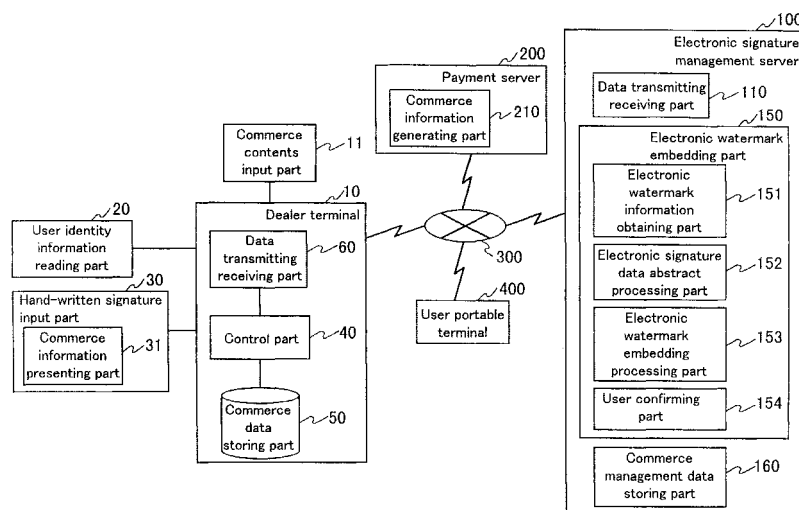 100
Electronic signature
management server
Data transmitting
receiving part
110
150
Electronic watermark
embedding part
Electronic
watermark
information
obtaining part
151
Electronic signature
data abstract
processing part
152
Electronic
watermark
embedding
processing part
153
User confirming
part
154
Commerce
management data
storing part
160
200
Payment server
Commerce
information
generating part
210
Commerce
contents
input part
11
10
Dealer terminal
Data
transmitting
receiving part
60
Control part
40
Commerce
data
storing part
50
20
User identity
information
reading part
30
Hand-written signature
input part
Commerce
information
presenting part
31
300
400
User portable
terminal